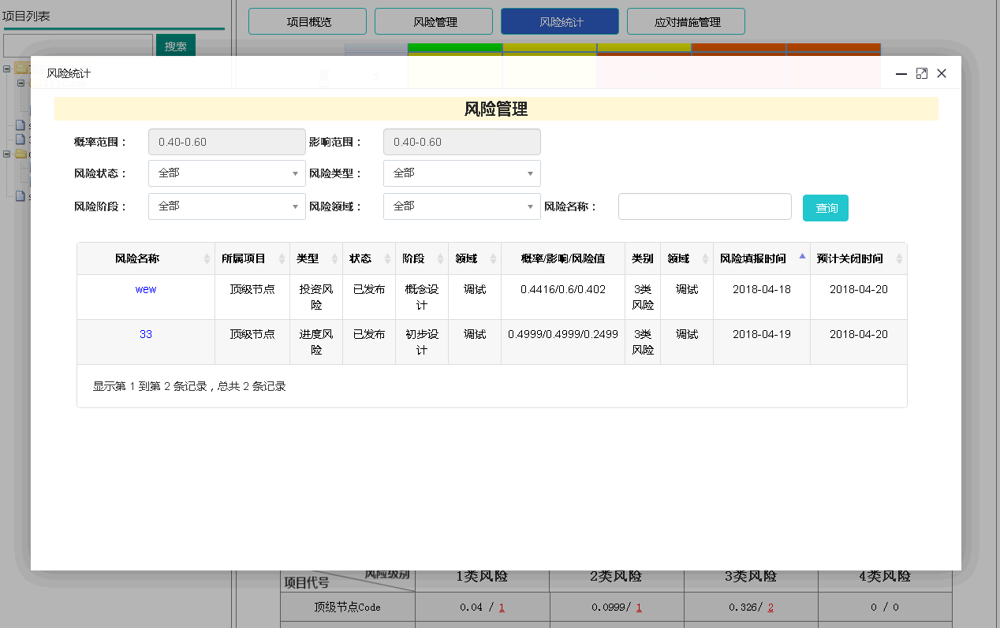 项目列表
项目概览 风险管理 风险统计 应对措施管理
搜索
风险统计
风险管理
概率范围： 0.40-0.60 影响范围： 0.40-0.60
风险状态： 全部 风险类型： 全部
风险阶段： 全部 风险领域： 全部 风险名称： 查询
风险名称 所属项目 类型 状态 阶段 领域 概率/影响/风险值 类别 领域 风险填报时间 预计关闭时间
wew 顶级节点 投资风险 已发布 概念设计 调试 0.4416/0.6/0.402 3类风险 调试 2018-04-18 2018-04-20
33 顶级节点 进度风险 已发布 初步设计 调试 0.4999/0.4999/0.2499 3类风险 调试 2018-04-19 2018-04-20
显示第 1 到第 2 条记录，总共 2 条记录
风险级别 1类风险 2类风险 3类风险 4类风险
项目代号
顶级节点Code 0.04 / 1 0.0999/ 1 0.326/ 2 0 / 0